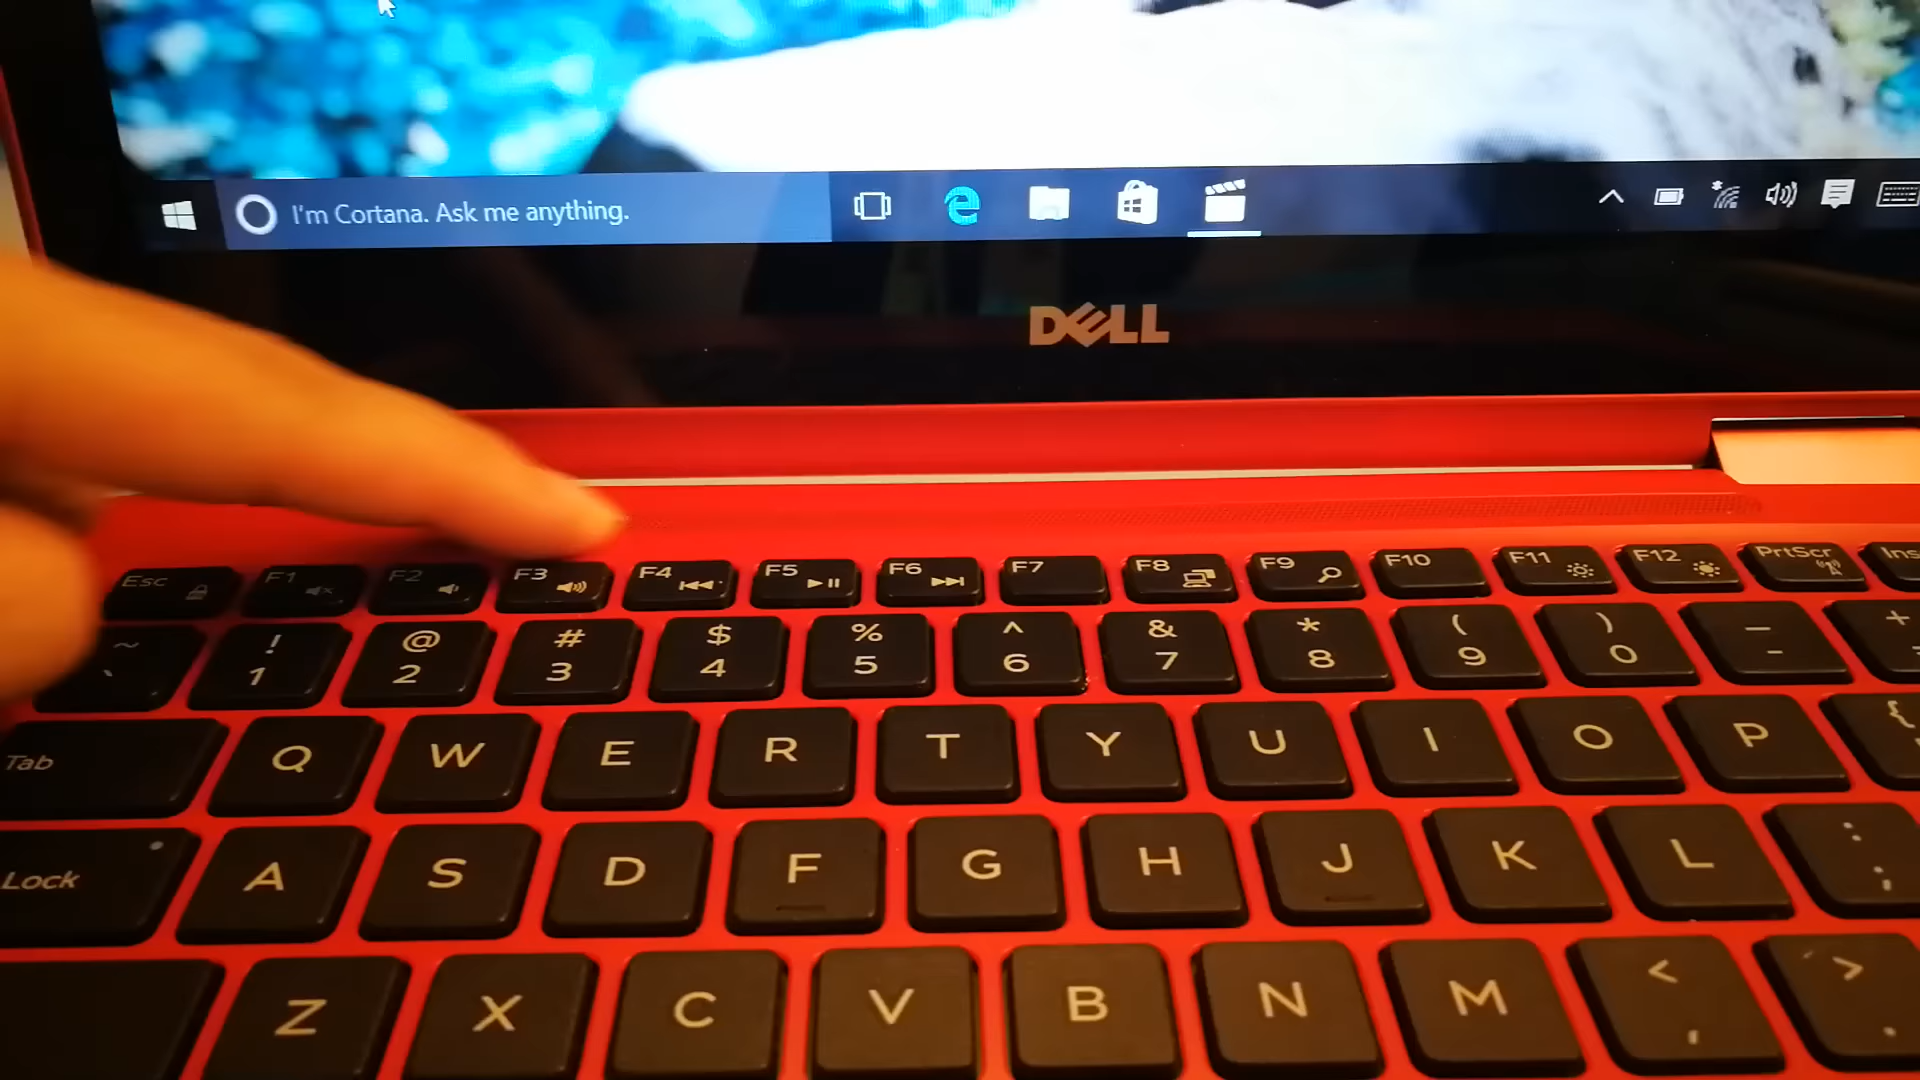 I'm Cortana. Ask me anything.
DELL
Esc F1 F2 F3 F4 F5 F6 F7 F8 F9 F10 F11 F12 PrtScr Ins
~ ` ! 1 @ 2 # 3 $ 4 % 5 ^ 6 & 7 * 8 ( 9 ) 0 _ - +
Tab Q W E R T Y U I O P {
Lock A S D F G H J K L : ;
Z X C V B N M < , > .